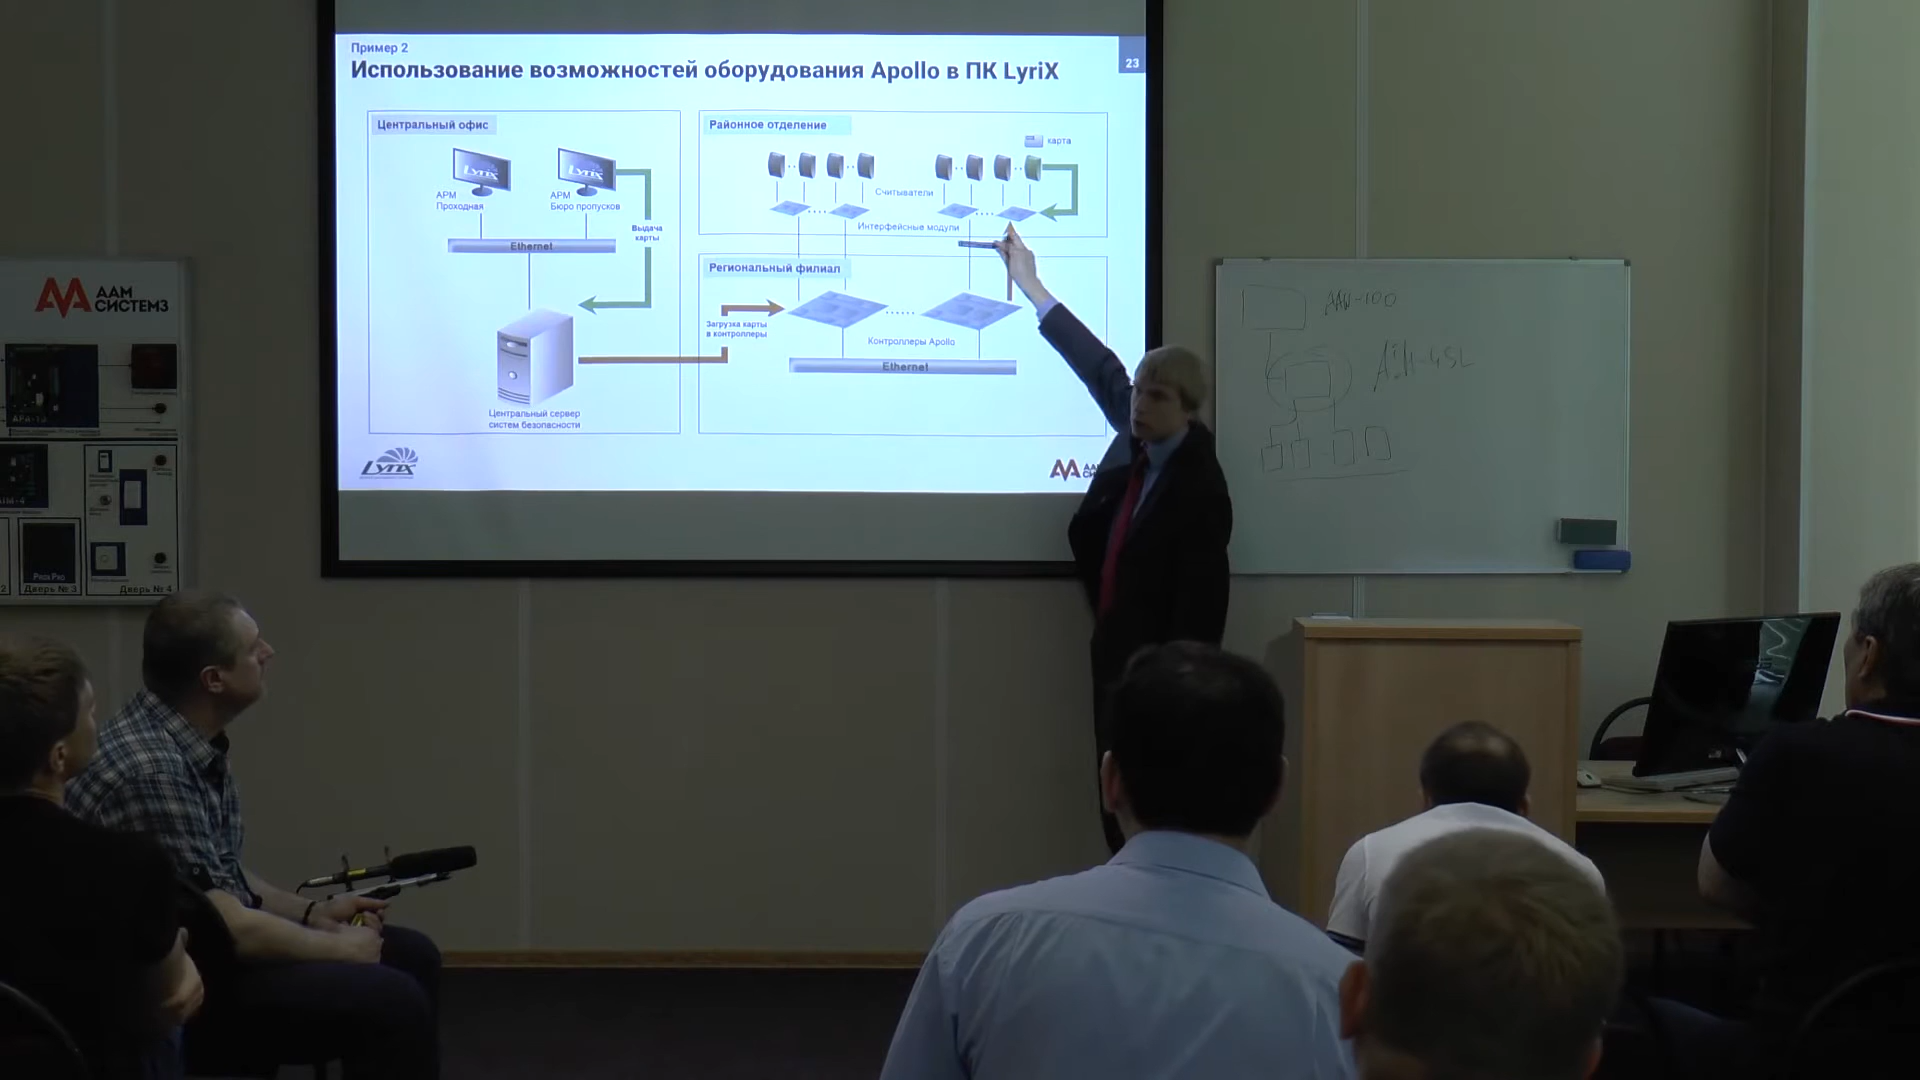 Пример 2
Использование возможностей оборудования Apollo в ПК LyriX
23
Центральный офис
АРМ
Проходная
АРМ
Бюро пропусков
Ethernet
Выдача
карты
Центральный сервер
систем безопасности
Районное отделение
карта
Считыватели
Интерфейсные модули
Региональный филиал
Загрузка карты
в контроллеры
Контроллеры Apollo
Ethernet
LyriX
ААМ
СИСТЕМЗ
Дверь № 3
Дверь № 4
AIM-4SL